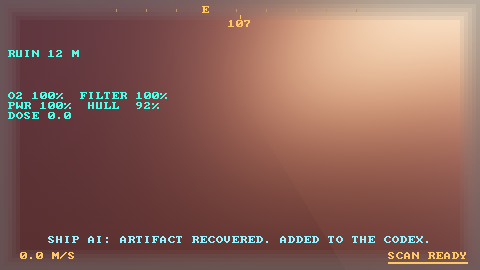 E
107
RUIN 12 M
O2 100% FILTER 100%
PWR 100% HULL 92%
DOSE 0.0
SHIP AI: ARTIFACT RECOVERED. ADDED TO THE CODEX.
0.0 M/S
SCAN READY